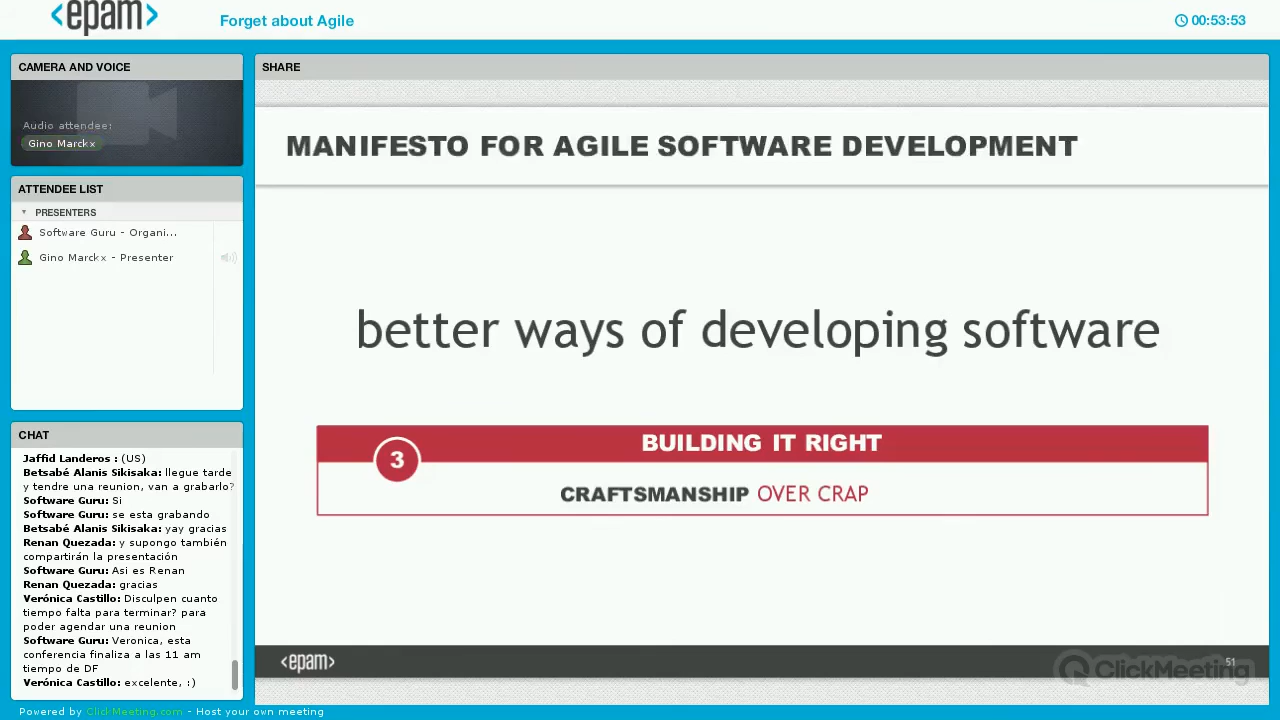 <epam>
Forget about Agile
00:53:53
CAMERA AND VOICE
Audio attendee:
Gino Marckx
ATTENDEE LIST
PRESENTERS
Software Guru - Organi...
Gino Marckx - Presenter
CHAT
Jaffid Landeros : (US)
Betsabé Alanis Sikisaka: llegue tarde
y tendre una reunion, van a grabarlo?
Software Guru: Si
Software Guru: se esta grabando
Betsabé Alanis Sikisaka: yay gracias
Renan Quezada: y supongo también
compartirán la presentación
Software Guru: Asi es Renan
Renan Quezada: gracias
Verónica Castillo: Disculpen cuanto
tiempo falta para terminar? para
poder agendar una reunion
Software Guru: Veronica, esta
conferencia finaliza a las 11 am
tiempo de DF
Verónica Castillo: excelente, :)
SHARE
MANIFESTO FOR AGILE SOFTWARE DEVELOPMENT
better ways of developing software
BUILDING IT RIGHT
3
CRAFTSMANSHIP OVER CRAP
<epam>
51
ClickMeeting
Powered by ClickMeeting.com - Host your own meeting